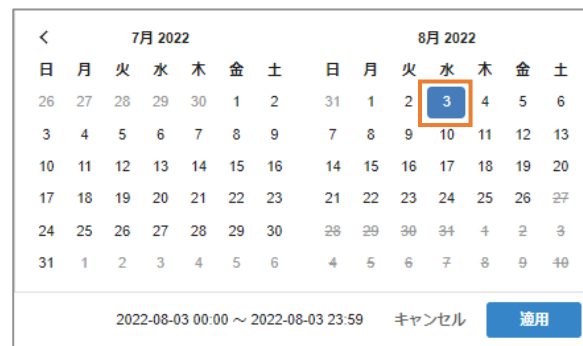 < 7月 2022 8月 2022
日 月 火 水 木 金 土 日 月 火 水 木 金 土
26 27 28 29 30 1 2 31 1 2 3 4 5 6
3 4 5 6 7 8 9 7 8 9 10 11 12 13
10 11 12 13 14 15 16 14 15 16 17 18 19 20
17 18 19 20 21 22 23 21 22 23 24 25 26 27
24 25 26 27 28 29 30 28 29 30 31 1 2 3
31 1 2 3 4 5 6 4 5 6 7 8 9 10
2022-08-03 00:00 ～ 2022-08-03 23:59 キャンセル 適用